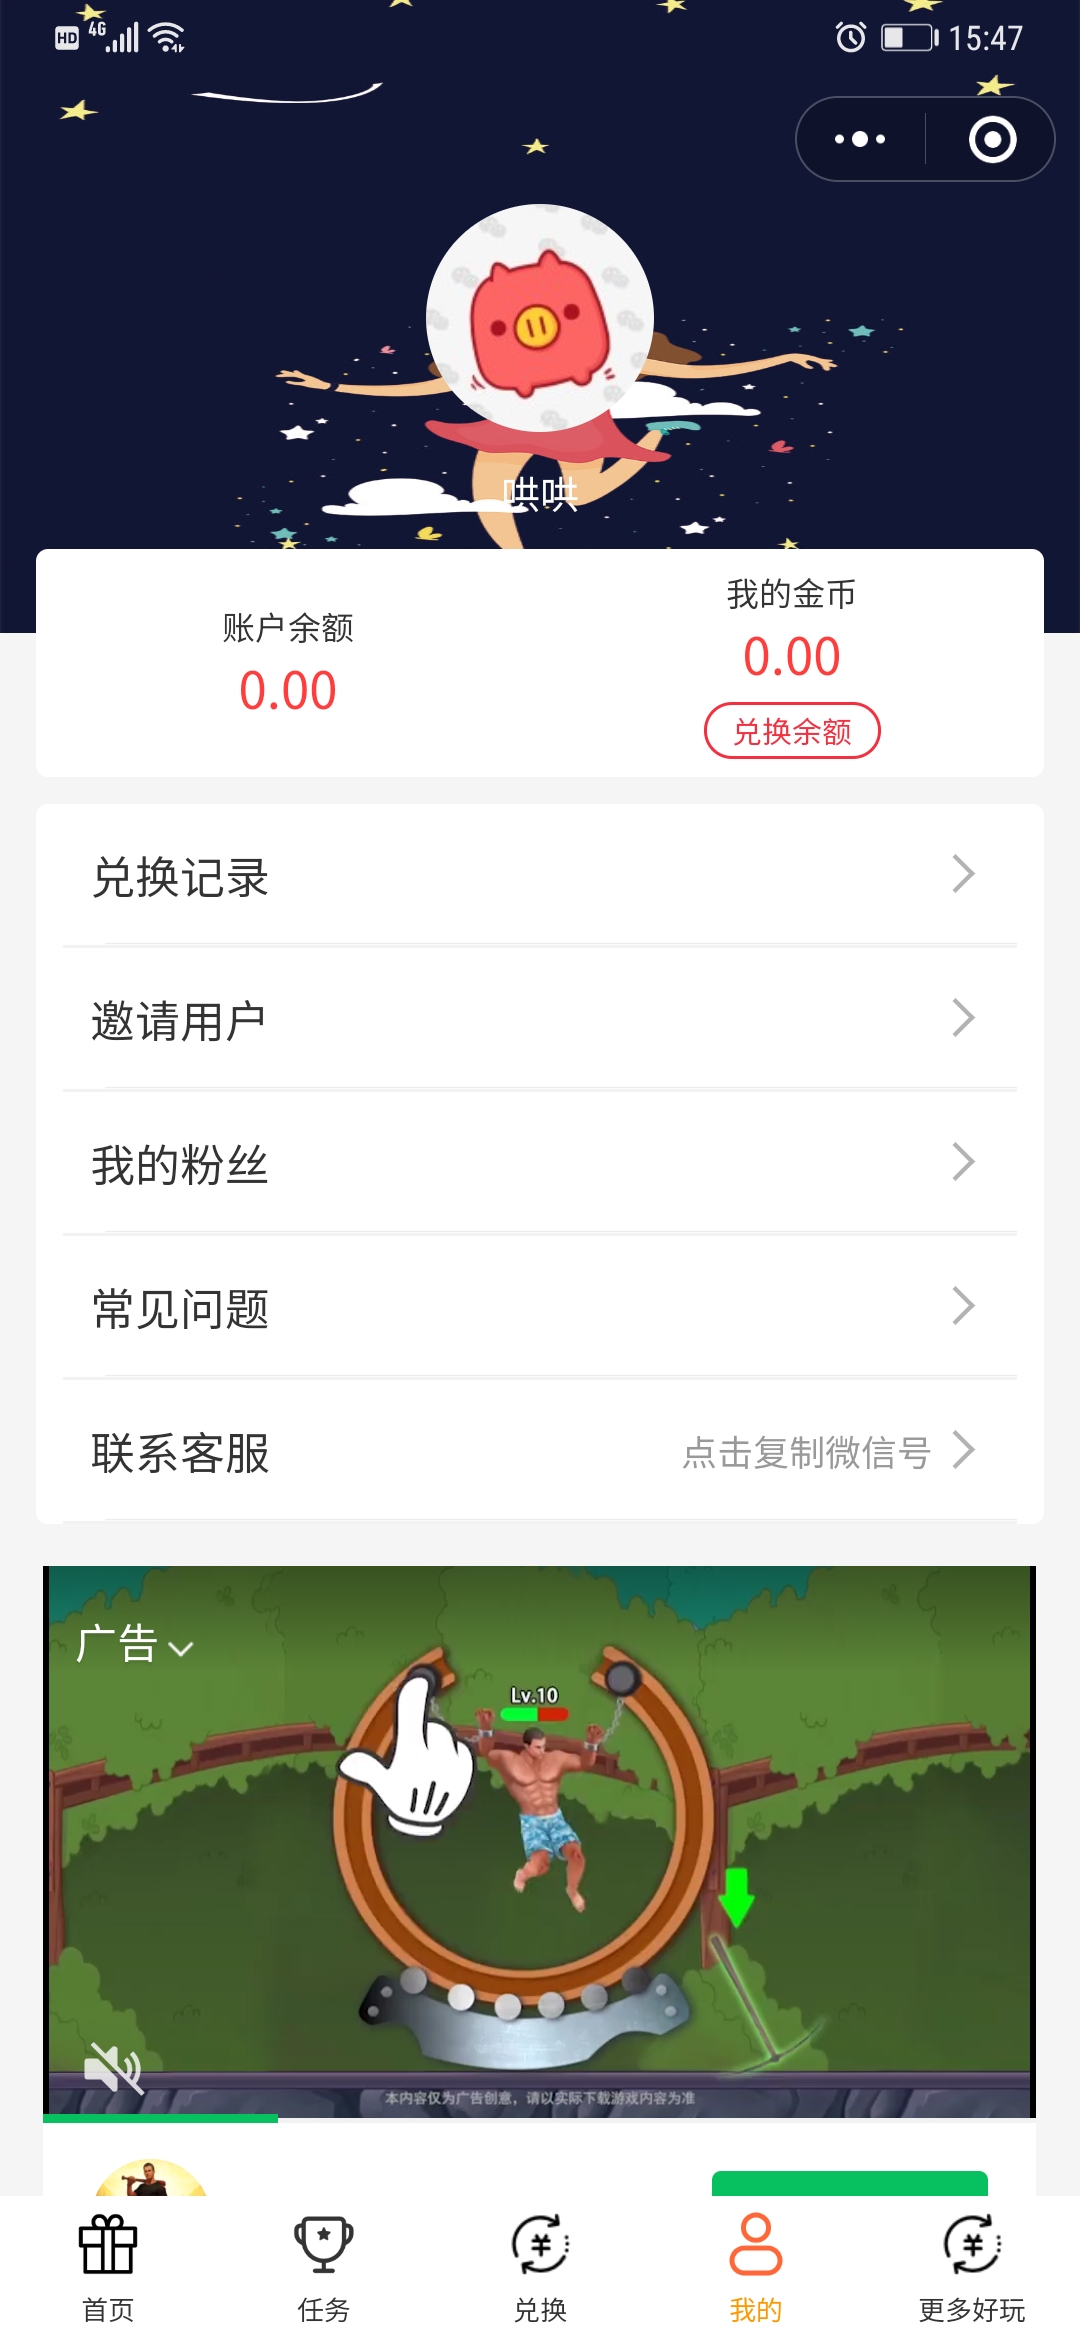 HD 4G 15:47
哄哄
账户余额
0.00
我的金币
0.00
兑换余额
兑换记录
邀请用户
我的粉丝
常见问题
联系客服 点击复制微信号
广告
Lv.10
本内容仅为广告创意，请以实际下载游戏内容为准
首页 任务 兑换 我的 更多好玩